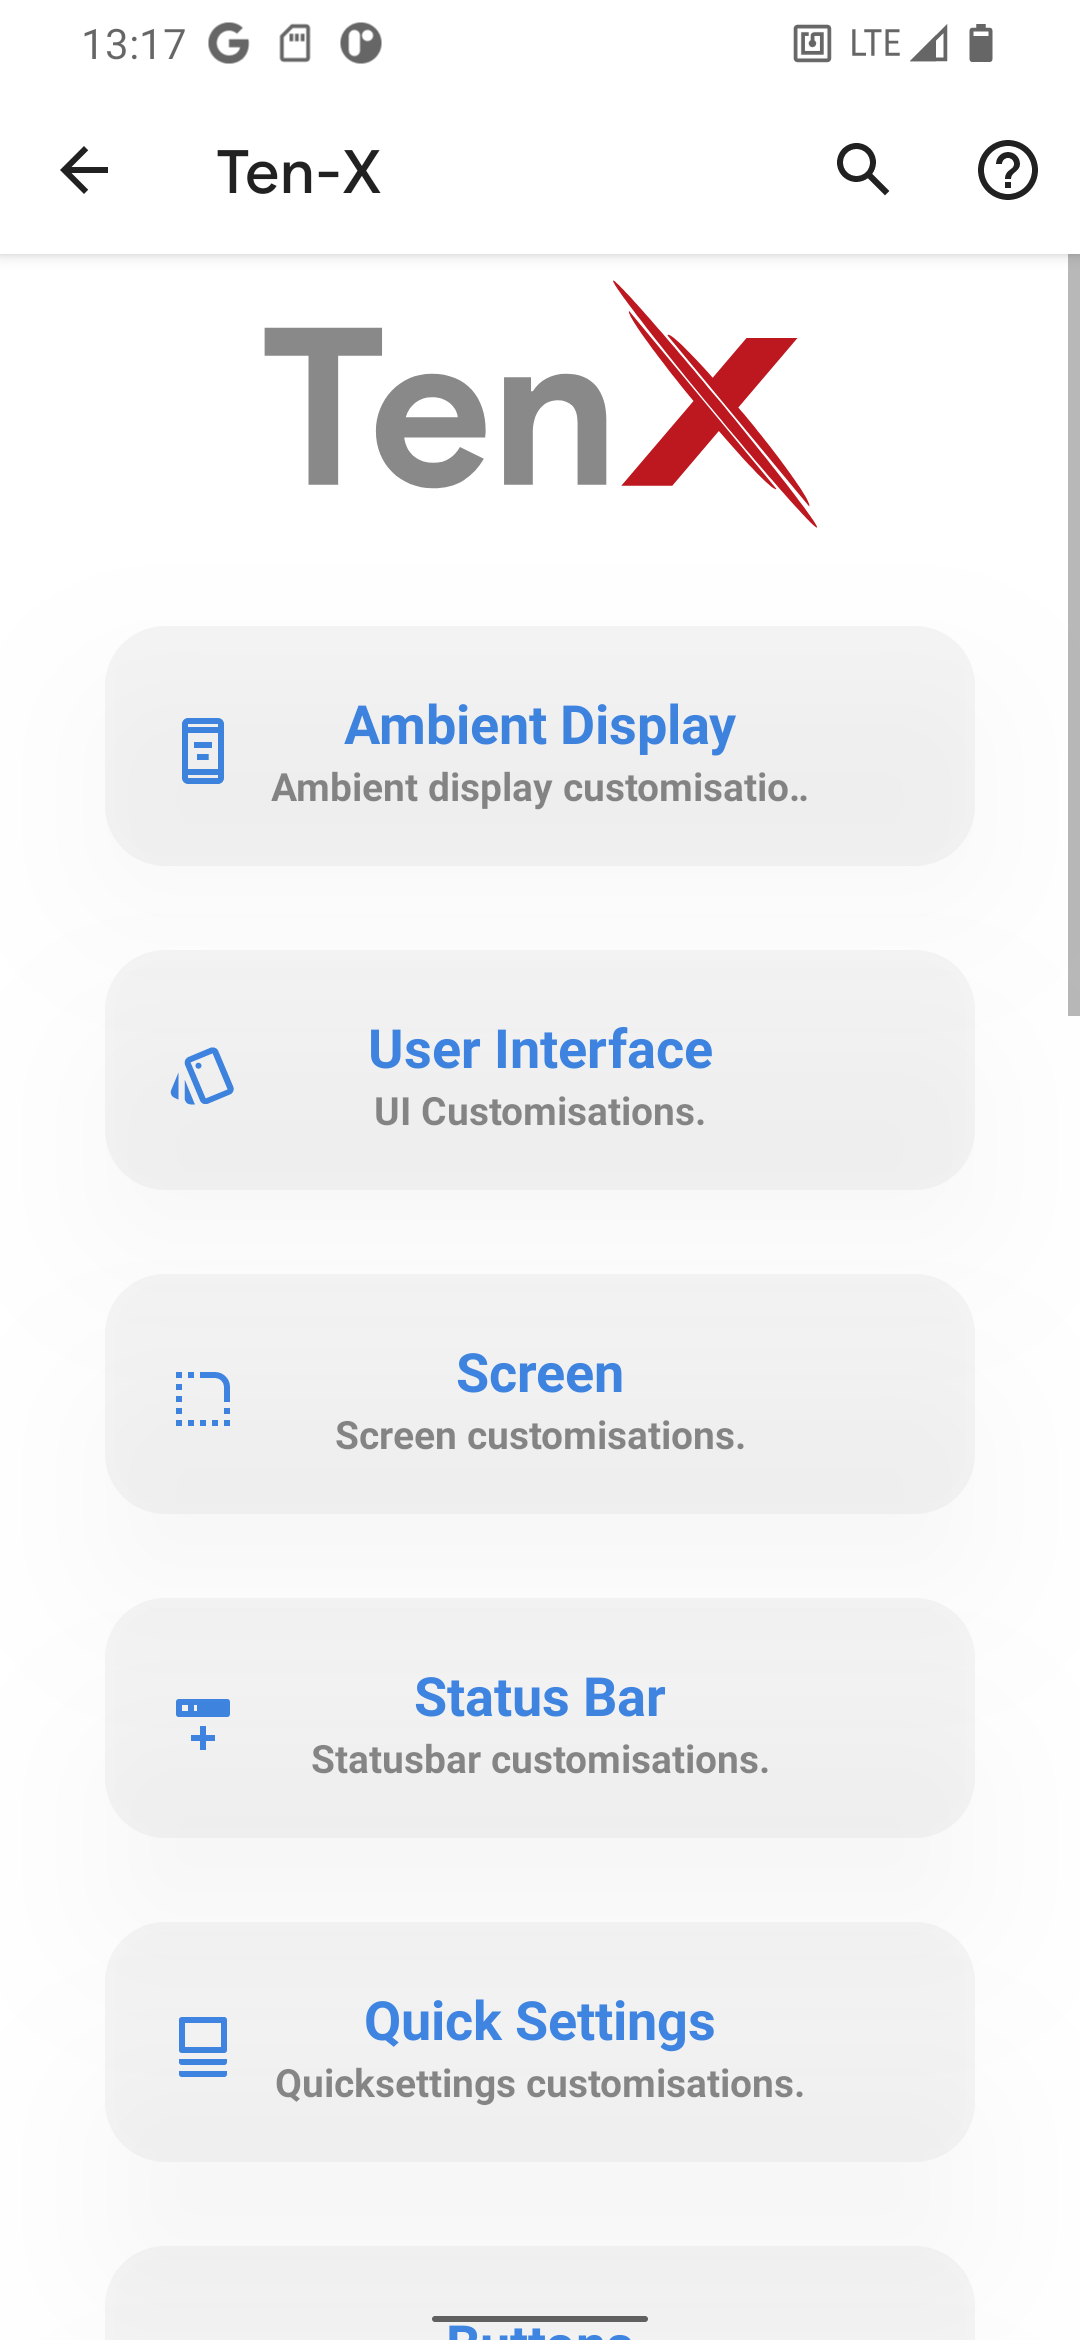 13:17 LTE
Ten-X
TenX
Ambient Display
Ambient display customisatio..
User Interface
UI Customisations.
Screen
Screen customisations.
Status Bar
Statusbar customisations.
Quick Settings
Quicksettings customisations.
Buttons